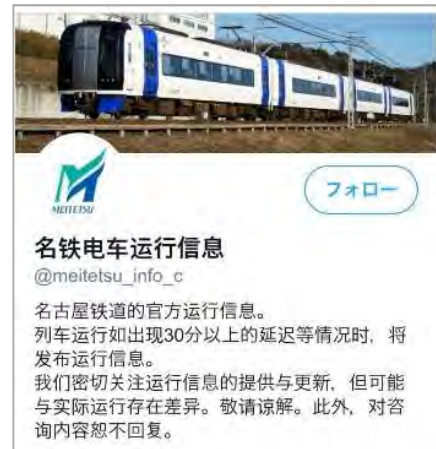 MEITETSU
フォロー
名铁电车运行信息
@meitetsu_info_c
名古屋铁道的官方运行信息。
列车运行如出现30分以上的延迟等情况时，将
发布运行信息。
我们密切关注运行信息的提供与更新，但可能
与实际运行存在差异。敬请谅解。此外，对咨
询内容恕不回复。